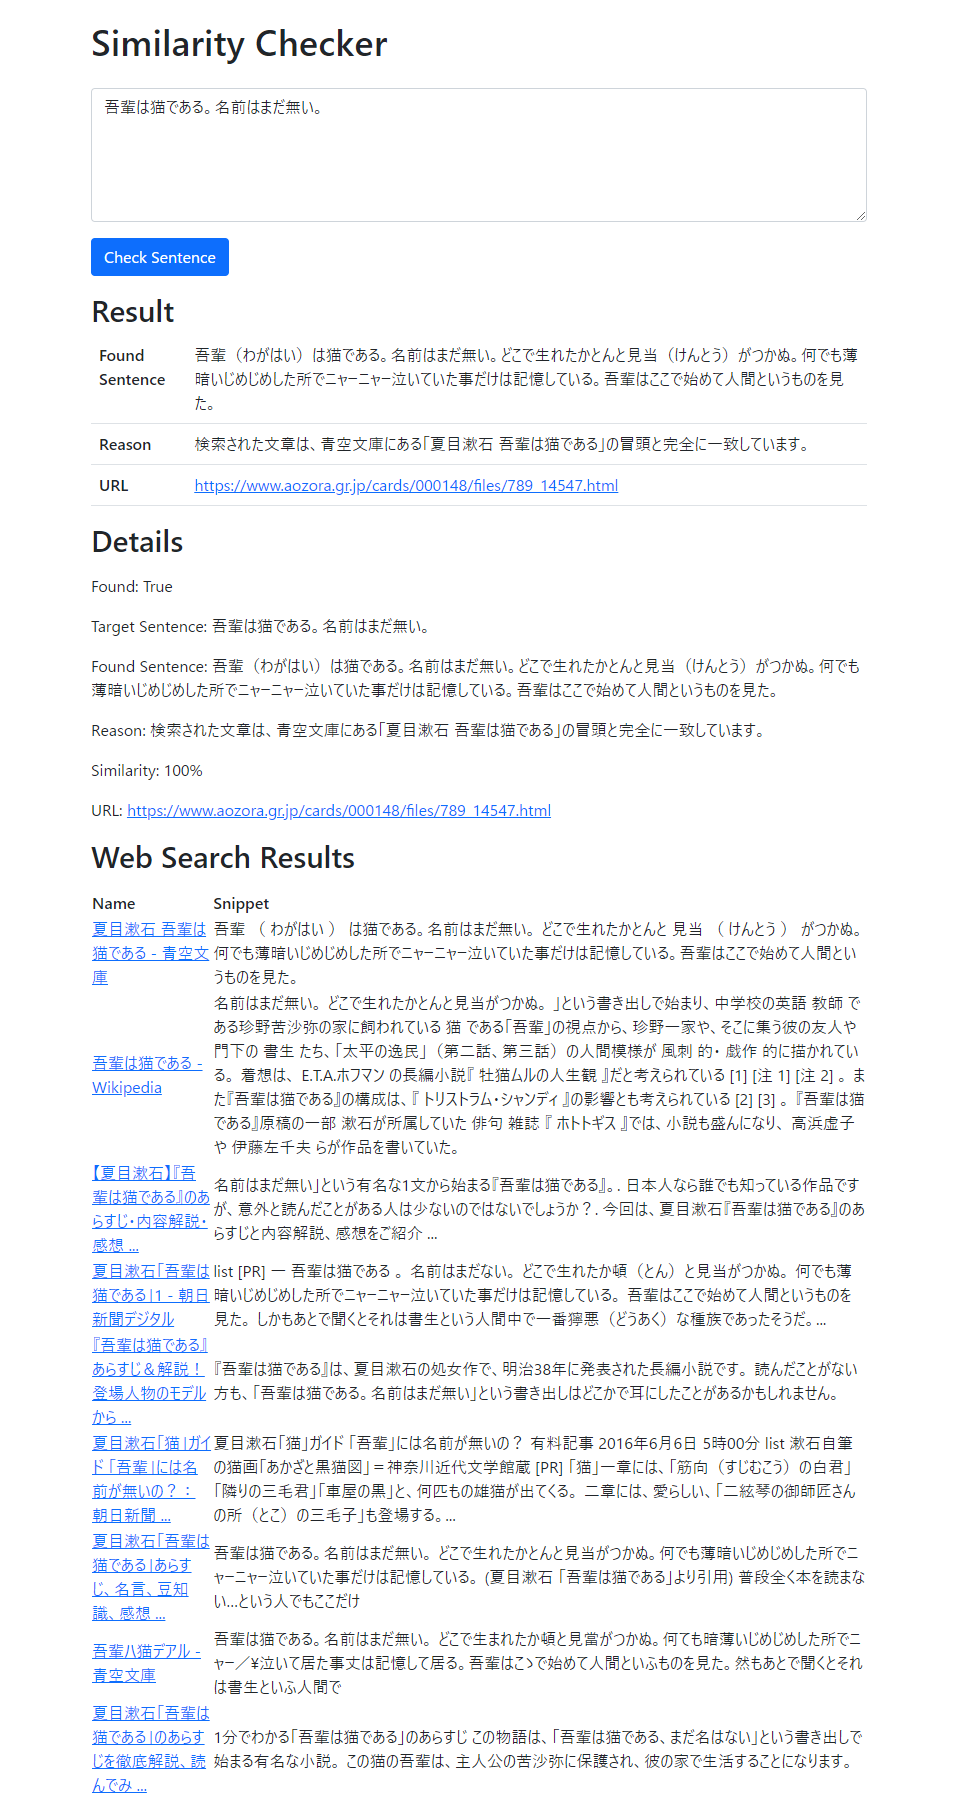 Similarity Checker
吾輩は猫である。名前はまだ無い。
Check Sentence
Result
Found
Sentence
吾輩（わがはい）は猫である。名前はまだ無い。どこで生れたかとんと見当（けんとう）がつかぬ。何でも薄
暗いじめじめした所でニャーニャー泣いていた事だけは記憶している。吾輩はここで始めて人間というものを見
た。
Reason
検索された文章は、青空文庫にある「夏目漱石 吾輩は猫である」の冒頭と完全に一致しています。
URL
https://www.aozora.gr.jp/cards/000148/files/789_14547.html
Details
Found: True
Target Sentence: 吾輩は猫である。名前はまだ無い。
Found Sentence: 吾輩（わがはい）は猫である。名前はまだ無い。どこで生れたかとんと見当（けんとう）がつかぬ。何でも
薄暗いじめじめした所でニャーニャー泣いていた事だけは記憶している。吾輩はここで始めて人間というものを見た。
Reason: 検索された文章は、青空文庫にある「夏目漱石 吾輩は猫である」の冒頭と完全に一致しています。
Similarity: 100%
URL: https://www.aozora.gr.jp/cards/000148/files/789_14547.html
Web Search Results
Name
Snippet
夏目漱石 吾輩は
猫である - 青空文
庫
吾輩 （ わがはい ） は猫である。名前はまだ無い。 どこで生れたかとんと 見当 （ けんとう ） がつかぬ。
何でも薄暗いじめじめした所でニャーニャー泣いていた事だけは記憶している。吾輩はここで始めて人間とい
うものを見た。
吾輩は猫である -
Wikipedia
名前はまだ無い。 どこで生れたかとんと見当がつかぬ。 」という書き出しで始まり、中学校の英語 教師 で
ある珍野苦沙弥の家に飼われている 猫 である「吾輩」の視点から、珍野一家や、そこに集う彼の友人や
門下の 書生 たち、「太平の逸民」（第二話、第三話）の人間模様が 風刺 的・ 戯作 的に描かれてい
る。 着想は、 E.T.A.ホフマン の長編小説『 牡猫ムルの人生観 』だと考えられている [1] [注 1] [注 2] 。 ま
た『吾輩は猫である』の構成は、『 トリストラム・シャンディ 』の影響とも考えられている [2] [3] 。 『吾輩は猫
である』原稿の一部 漱石が所属していた 俳句 雑誌 『 ホトトギス 』では、小説も盛んになり、 高浜虚子
や 伊藤左千夫 らが作品を書いていた。
【夏目漱石】『吾
輩は猫である』のあ
らすじ・内容解説・
感想 ...
名前はまだ無い」という有名な1文から始まる『吾輩は猫である』。. 日本人なら誰でも知っている作品です
が、意外と読んだことがある人は少ないのではないでしょうか？. 今回は、夏目漱石『吾輩は猫である』のあ
らすじと内容解説、感想をご紹介 ...
夏目漱石「吾輩は
猫である」1 - 朝日
新聞デジタル
list [PR] 一 吾輩は猫である 。 名前はまだない。 どこで生れたか頓（とん）と見当がつかぬ。 何でも薄
暗いじめじめした所でニャーニャー泣いていた事だけは記憶している。 吾輩はここで始めて人間というものを
見た。 しかもあとで聞くとそれは書生という人間中で一番獰悪（どうあく）な種族であったそうだ。...
『吾輩は猫である』
あらすじ＆解説！
登場人物のモデル
から ...
『吾輩は猫である』は、夏目漱石の処女作で、明治38年に発表された長編小説です。 読んだことがない
方も、「吾輩は猫である。名前はまだ無い」という書き出しはどこかで耳にしたことがあるかもしれません。
夏目漱石「猫」ガイ
ド 「吾輩」には名
前が無いの？ ：
朝日新聞 ...
夏目漱石「猫」ガイド 「吾輩」には名前が無いの？ 有料記事 2016年6月6日 5時00分 list 漱石自筆
の猫画「あかざと黒猫図」＝神奈川近代文学館蔵 [PR] 「猫」一章には、「筋向（すじむこう）の白君」
「隣りの三毛君」「車屋の黒」と、何匹もの雄猫が出てくる。 二章には、愛らしい、「二絃琴の御師匠さん
の所（とこ）の三毛子」も登場する。...
夏目漱石「吾輩は
猫である」あらす
じ、名言、豆知
識、感想 ...
吾輩は猫である。名前はまだ無い。 どこで生れたかとんと見当がつかぬ。何でも薄暗いじめじめした所でニ
ャーニャー泣いていた事だけは記憶している。 (夏目漱石 「吾輩は猫である」より引用) 普段全く本を読まな
い…という人でもここだけ
吾輩ハ猫デアル -
青空文庫
吾輩は猫である。名前はまだ無い。 どこで生まれたか頓と見當がつかぬ。何ても暗薄いじめじめした所でニ
ャー／¥泣いて居た事丈は記憶して居る。吾輩はこゝで始めて人間といふものを見た。然もあとで聞くとそれ
は書生といふ人間で
夏目漱石「吾輩は
猫である」のあらす
じを徹底解説、読
んでみ ...
1分でわかる「吾輩は猫である」のあらすじ この物語は、「吾輩は猫である、まだ名はない」という書き出しで
始まる有名な小説。 この猫の吾輩は、主人公の苦沙弥に保護され、彼の家で生活することになります。